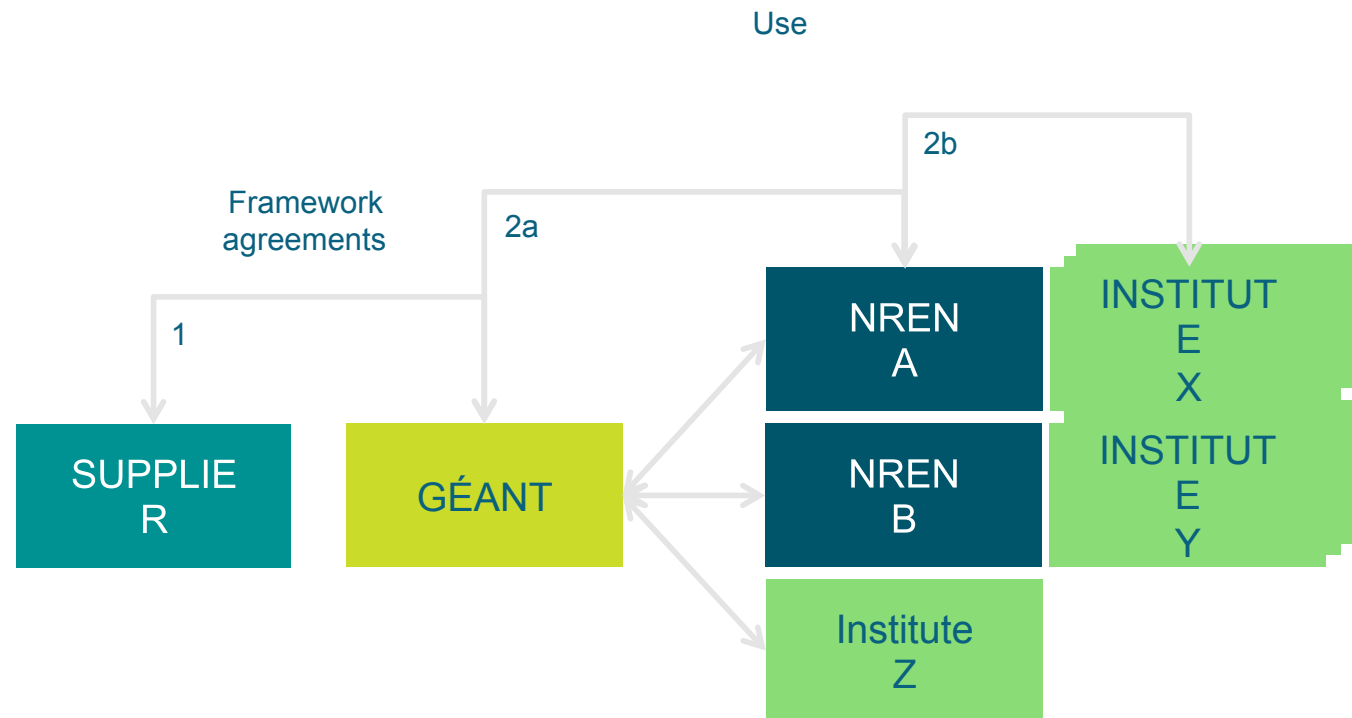 Use
2b
Framework
agreements
2a
1
NREN
A
INSTITUT
E
X
SUPPLIE
R
GÉANT
NREN
B
INSTITUT
E
Y
Institute
Z